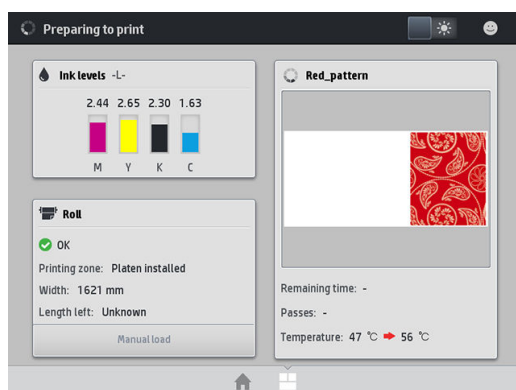 Preparing to print
Ink levels -L-
2.44 2.65 2.30 1.63
M Y K C
Roll
OK
Printing zone: Platen installed
Width: 1621 mm
Length left: Unknown
Manual load
Red_pattern
Remaining time: -
Passes: -
Temperature: 47 °C ➡ 56 °C